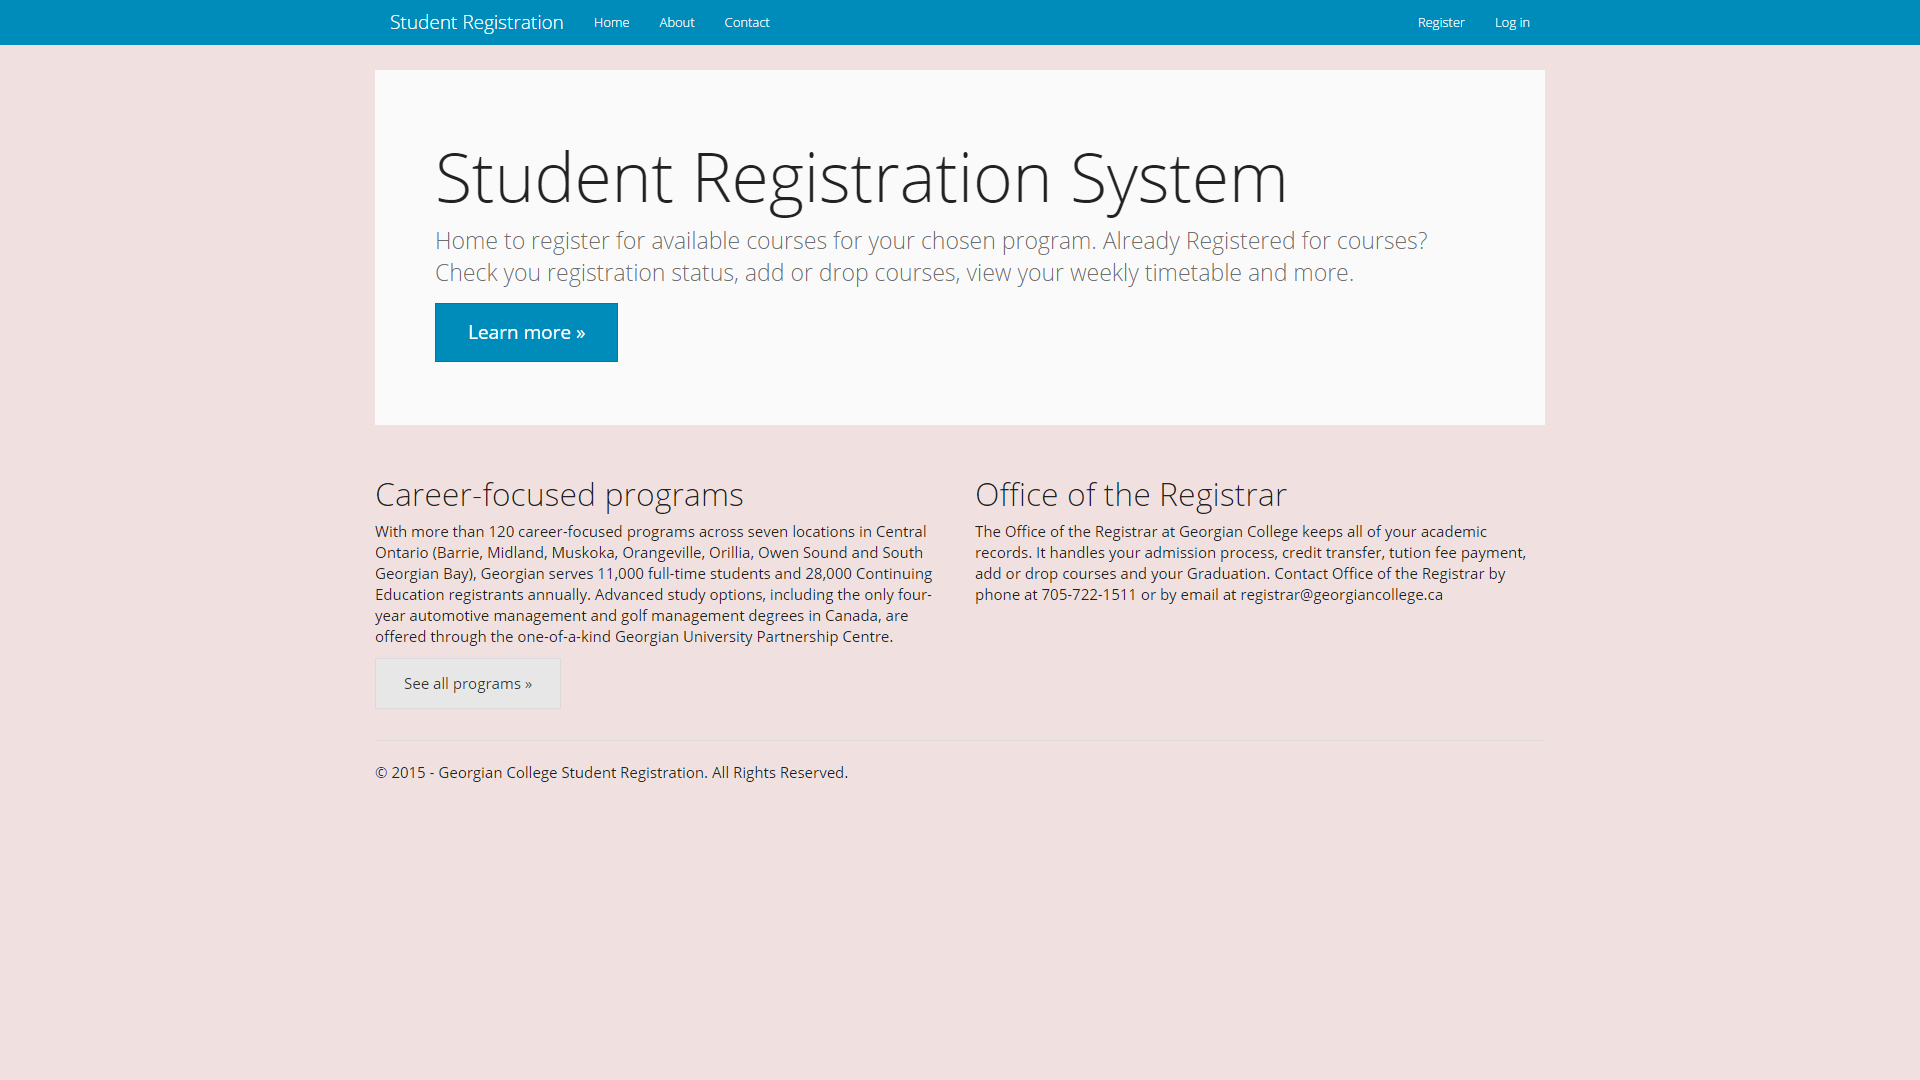 Student Registration
Home
About
Contact
Register
Log in
Student Registration System
Home to register for available courses for your chosen program. Already Registered for courses?
Check you registration status, add or drop courses, view your weekly timetable and more.
Learn more »
Career-focused programs
With more than 120 career-focused programs across seven locations in Central
Ontario (Barrie, Midland, Muskoka, Orangeville, Orillia, Owen Sound and South
Georgian Bay), Georgian serves 11,000 full-time students and 28,000 Continuing
Education registrants annually. Advanced study options, including the only four-
year automotive management and golf management degrees in Canada, are
offered through the one-of-a-kind Georgian University Partnership Centre.
See all programs »
Office of the Registrar
The Office of the Registrar at Georgian College keeps all of your academic
records. It handles your admission process, credit transfer, tution fee payment,
add or drop courses and your Graduation. Contact Office of the Registrar by
phone at 705-722-1511 or by email at registrar@georgiancollege.ca
© 2015 - Georgian College Student Registration. All Rights Reserved.